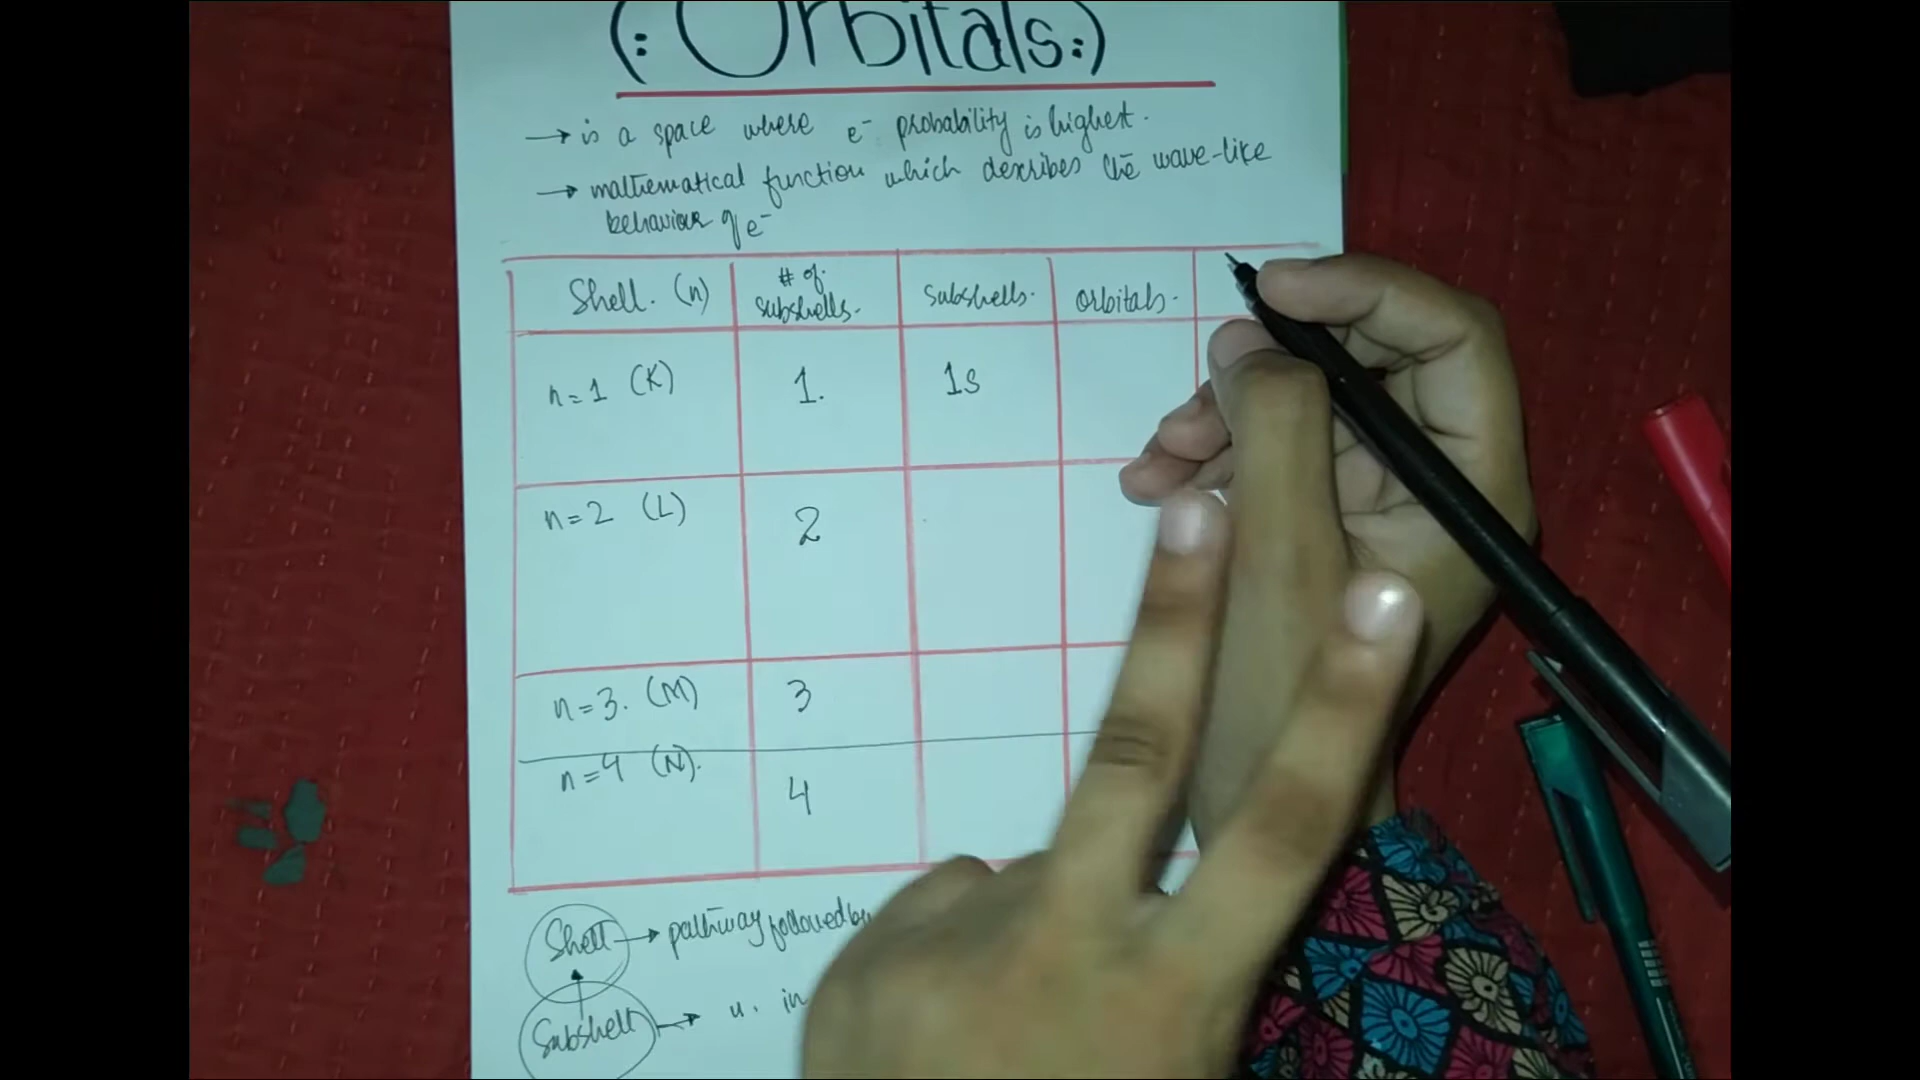 (: Orbitals :)
→ is a space where e⁻ probability is highest.
→ mathematical function which describes the wave-like
behaviour of e⁻
Shell. (n) # of subshells. subshells. orbitals.
n=1 (K) 1. 1s
n=2 (L) 2
n=3. (M) 3
n=4 (N). 4
Shell → pathway followed by
Subshell → in